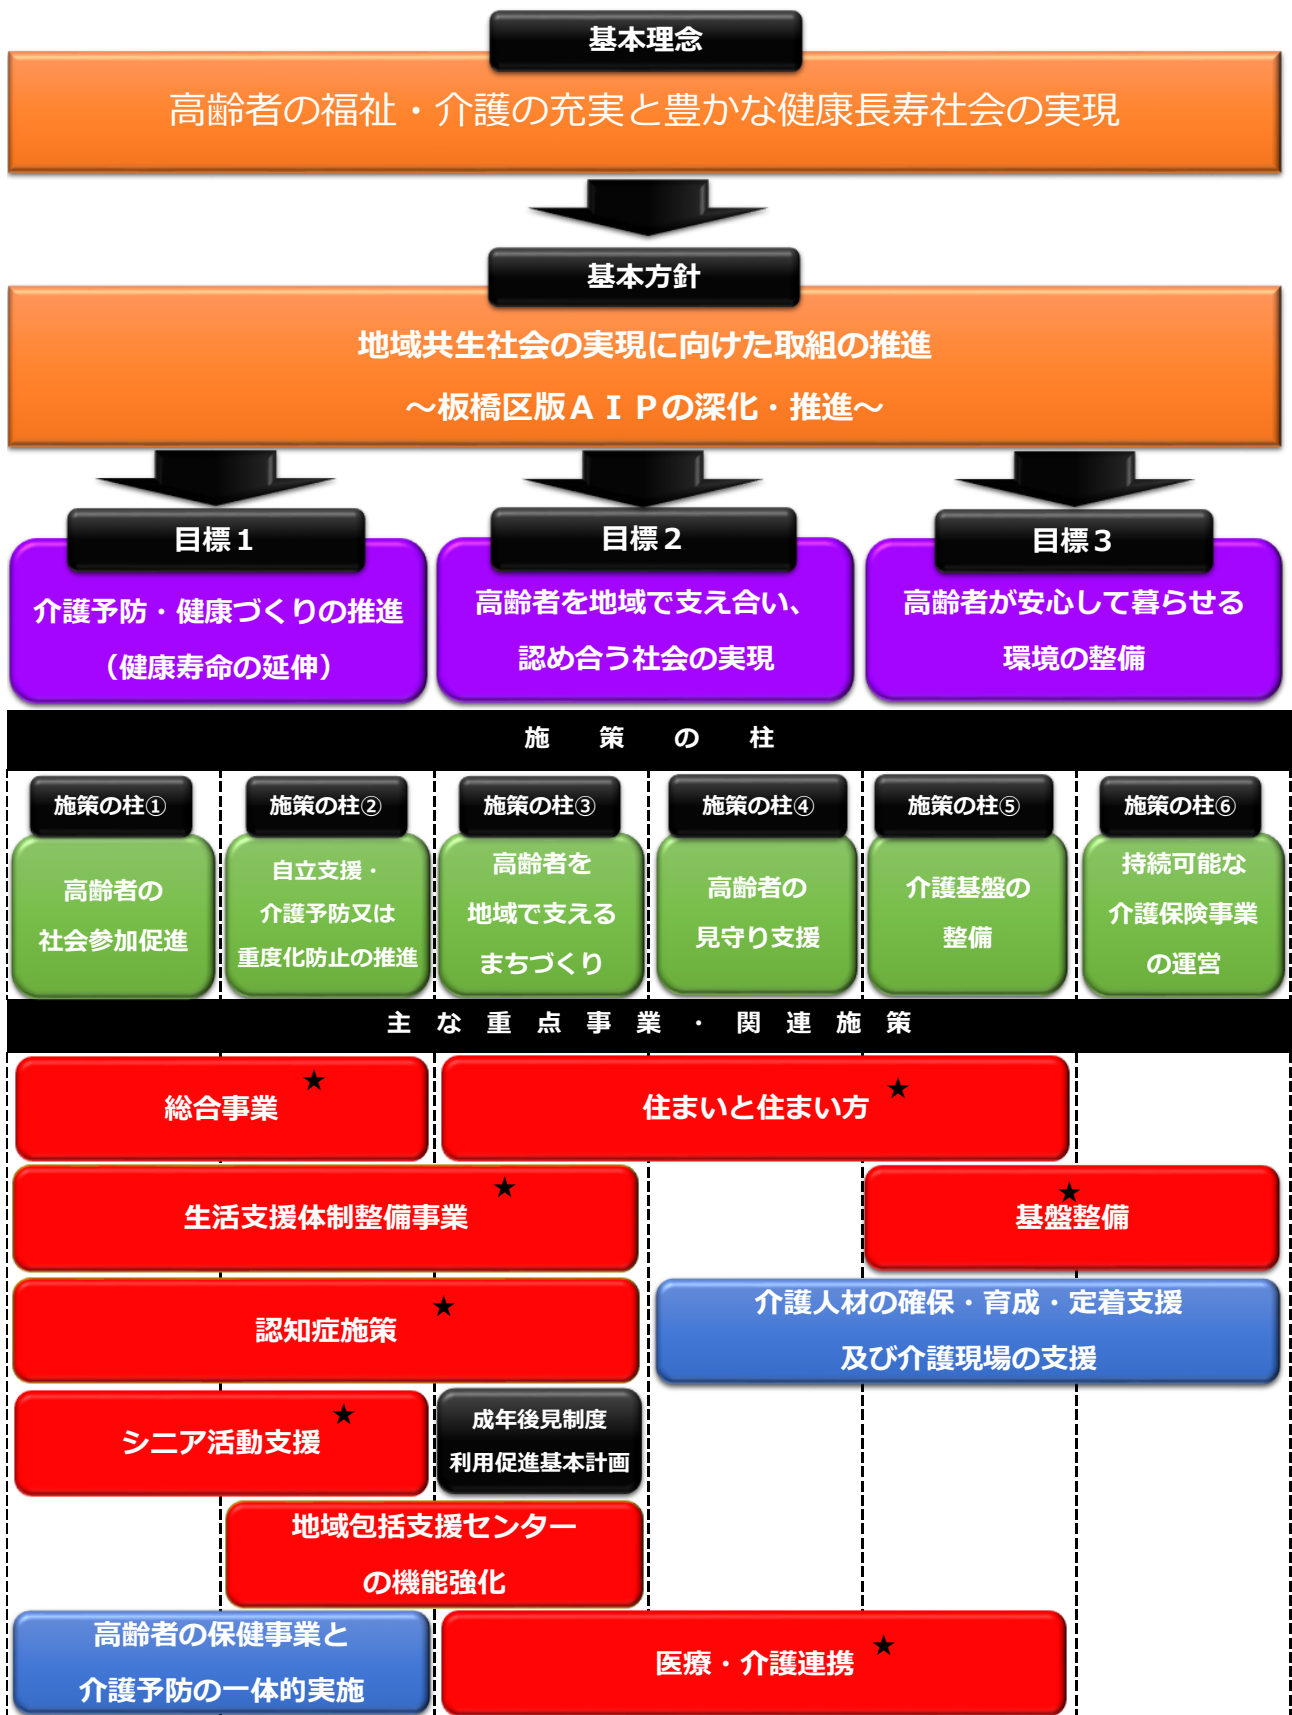 基本理念
高齢者の福祉・介護の充実と豊かな健康長寿社会の実現
基本方針
地域共生社会の実現に向けた取組の推進
～板橋区版ＡＩＰの深化・推進～
目標１
介護予防・健康づくりの推進
（健康寿命の延伸）
目標２
高齢者を地域で支え合い、
認め合う社会の実現
目標３
高齢者が安心して暮らせる
環境の整備
施策の柱
施策の柱①
高齢者の
社会参加促進
施策の柱②
自立支援・
介護予防又は
重度化防止の推進
施策の柱③
高齢者を
地域で支える
まちづくり
施策の柱④
高齢者の
見守り支援
施策の柱⑤
介護基盤の
整備
施策の柱⑥
持続可能な
介護保険事業
の運営
主な重点事業・関連施策
総合事業 ★
住まいと住まい方 ★
生活支援体制整備事業 ★
基盤整備 ★
認知症施策 ★
介護人材の確保・育成・定着支援
及び介護現場の支援
シニア活動支援 ★
成年後見制度
利用促進基本計画
地域包括支援センター
の機能強化
高齢者の保健事業と
介護予防の一体的実施
医療・介護連携 ★